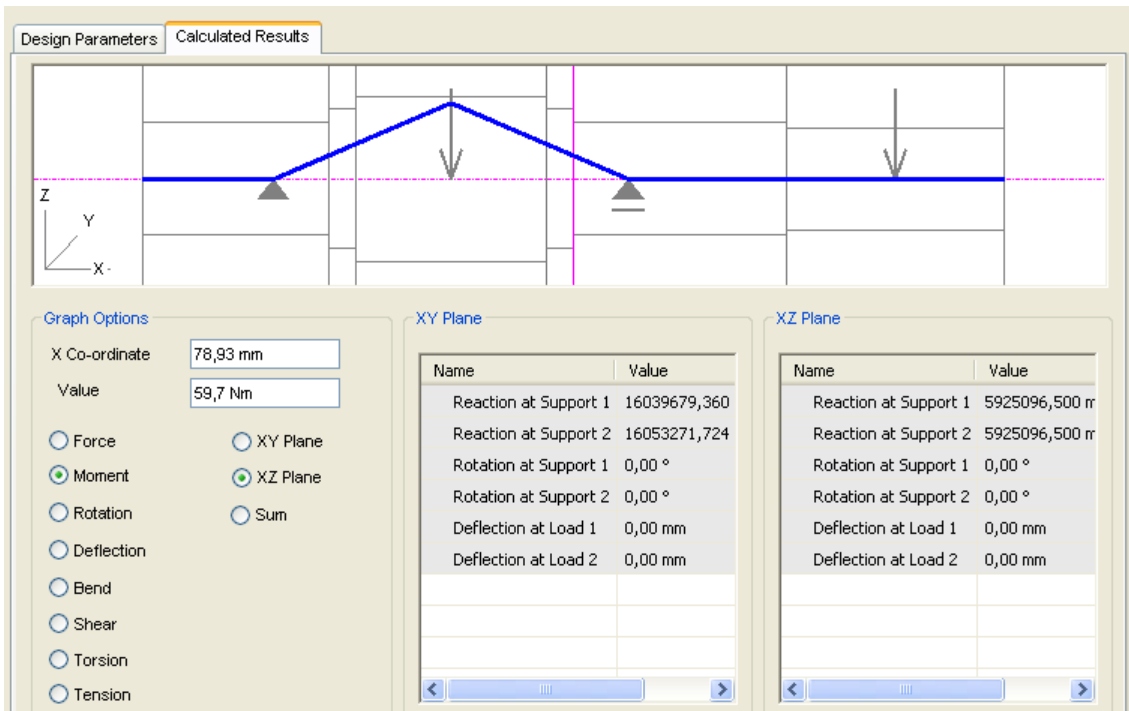 Design Parameters Calculated Results
Z
Y
X
Graph Options
X Co-ordinate 78,93 mm
Value 59,7 Nm
Force XY Plane
Moment XZ Plane
Rotation Sum
Deflection
Bend
Shear
Torsion
Tension
XY Plane
Name Value
Reaction at Support 1 16039679,360
Reaction at Support 2 16053271,724
Rotation at Support 1 0,00 °
Rotation at Support 2 0,00 °
Deflection at Load 1 0,00 mm
Deflection at Load 2 0,00 mm
XZ Plane
Name Value
Reaction at Support 1 5925096,500 m
Reaction at Support 2 5925096,500 m
Rotation at Support 1 0,00 °
Rotation at Support 2 0,00 °
Deflection at Load 1 0,00 mm
Deflection at Load 2 0,00 mm